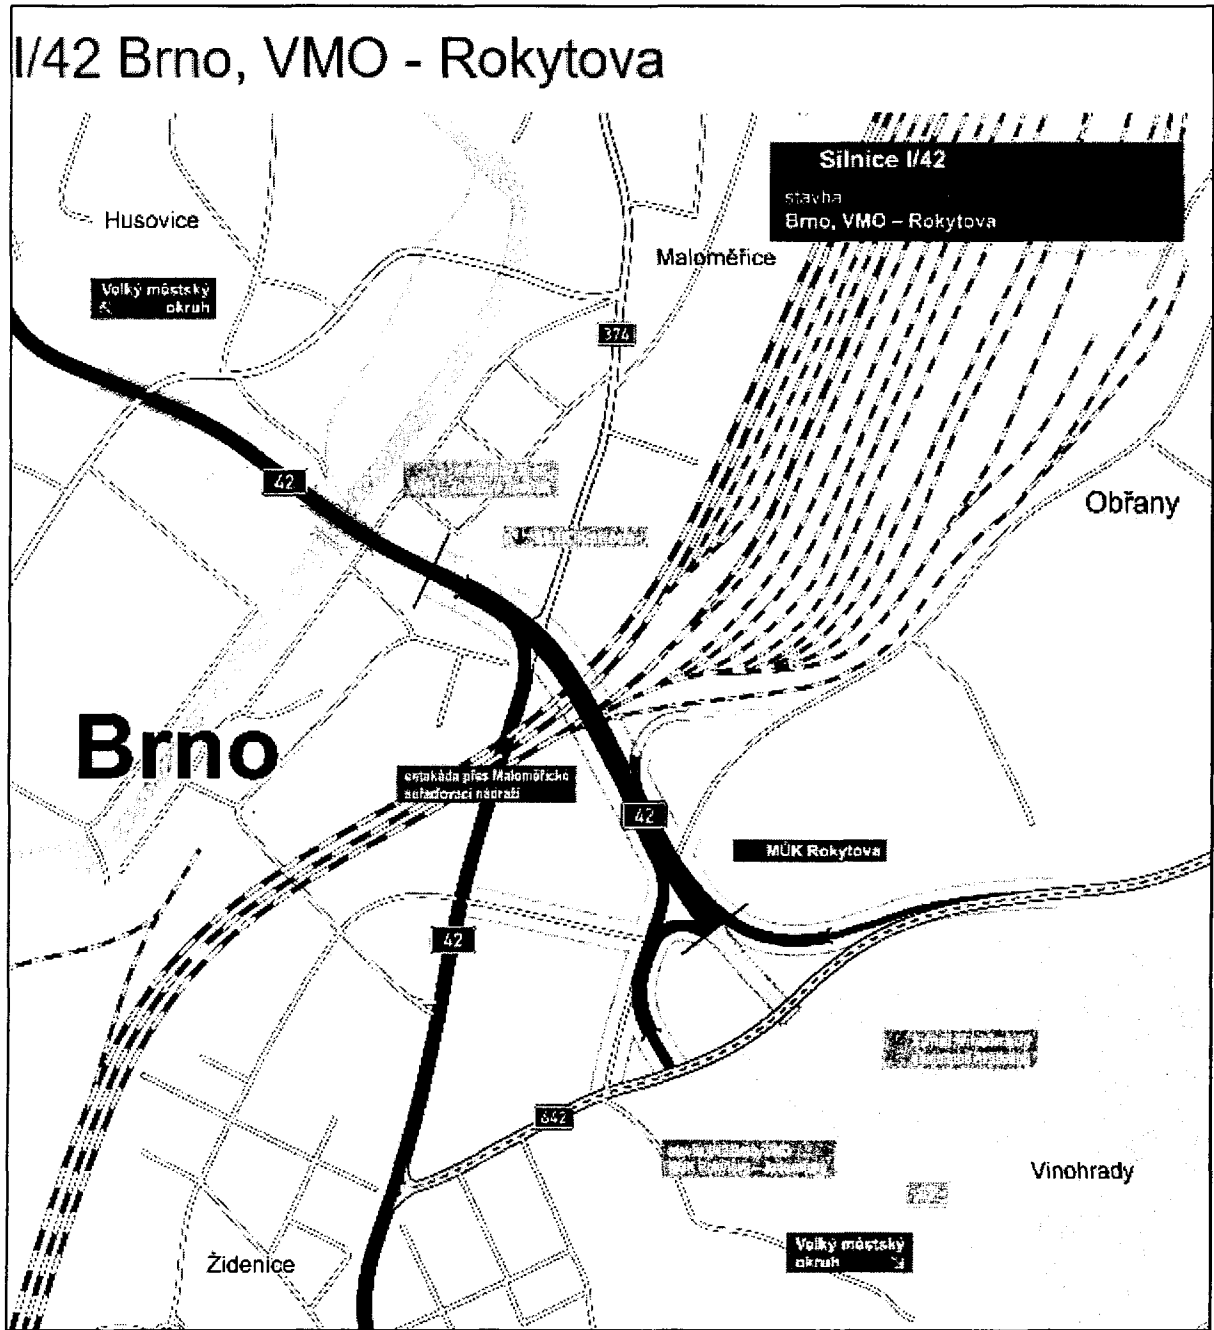 I/42 Brno, VMO - Rokytova
Silnice I/42
stavba
Brno, VMO – Rokytova
Husovice
Maloměřice
Velký městský
okruh
374
42
Obřany
Brno
estakáda přes Maloměřické
seřaďovací nádraží
42
MÚK Rokytova
42
642
Vinohrady
Velký městský
okruh
Židenice